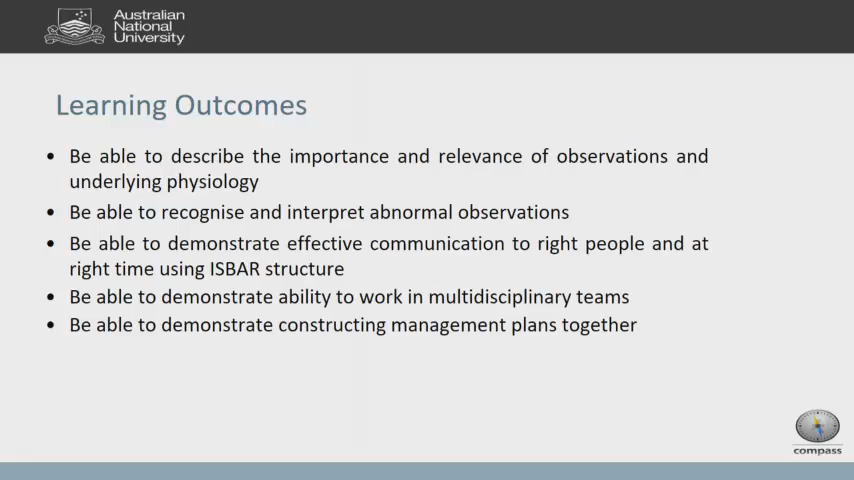 Australian
National
University
Learning Outcomes
• Be able to describe the importance and relevance of observations and
underlying physiology
• Be able to recognise and interpret abnormal observations
• Be able to demonstrate effective communication to right people and at
right time using ISBAR structure
• Be able to demonstrate ability to work in multidisciplinary teams
• Be able to demonstrate constructing management plans together
compass